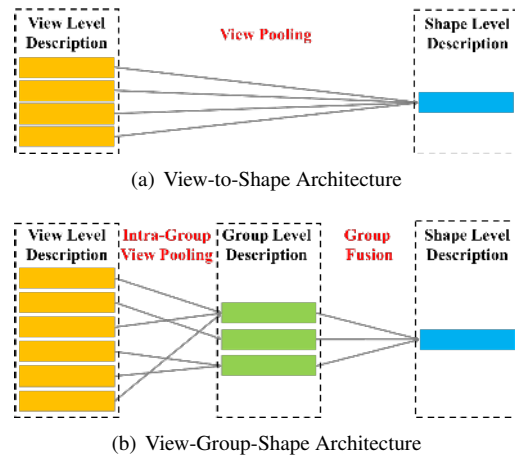 View Level
Description
View Pooling
Shape Level
Description
(a) View-to-Shape Architecture
View Level
Description
Intra-Group
View Pooling
Group Level
Description
Group
Fusion
Shape Level
Description
(b) View-Group-Shape Architecture